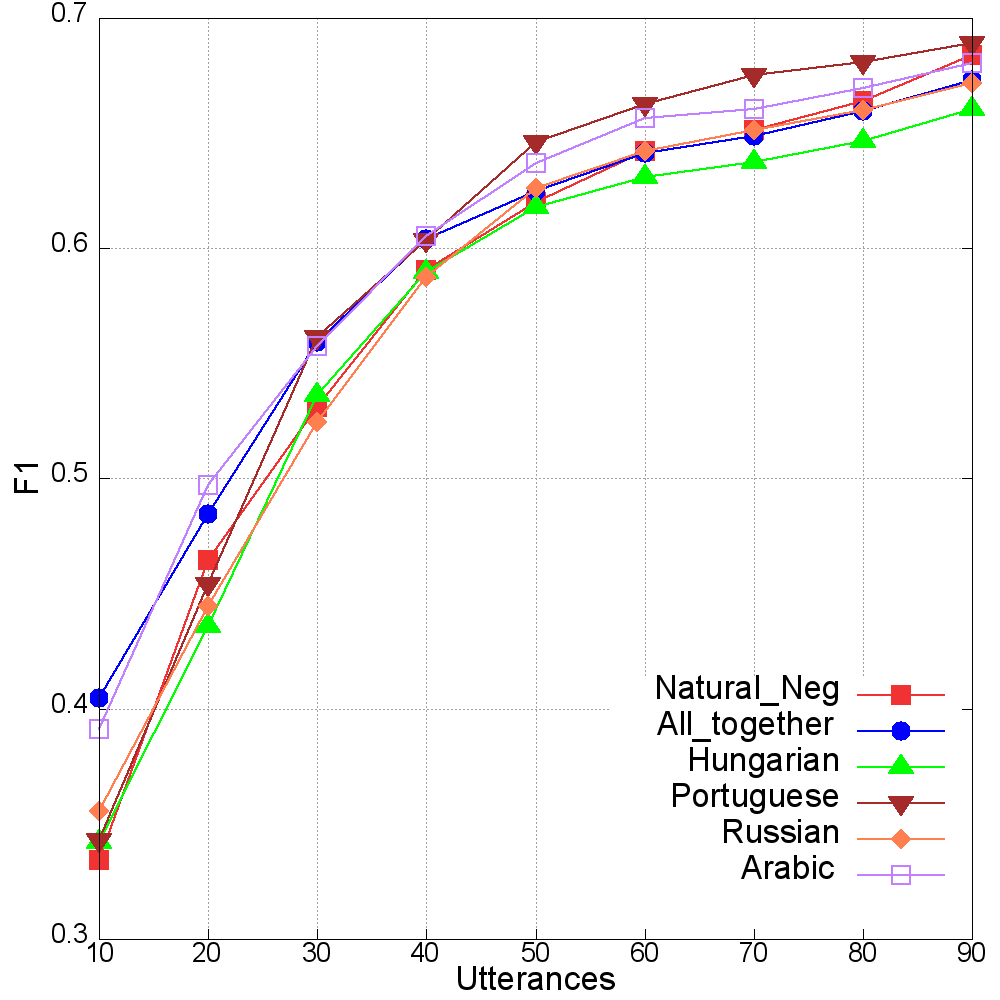 0.7
0.6
0.5
0.4
0.3
F1
Natural_Neg
All_together
Hungarian
Portuguese
Russian
Arabic
10 20 30 40 50 60 70 80 90
Utterances